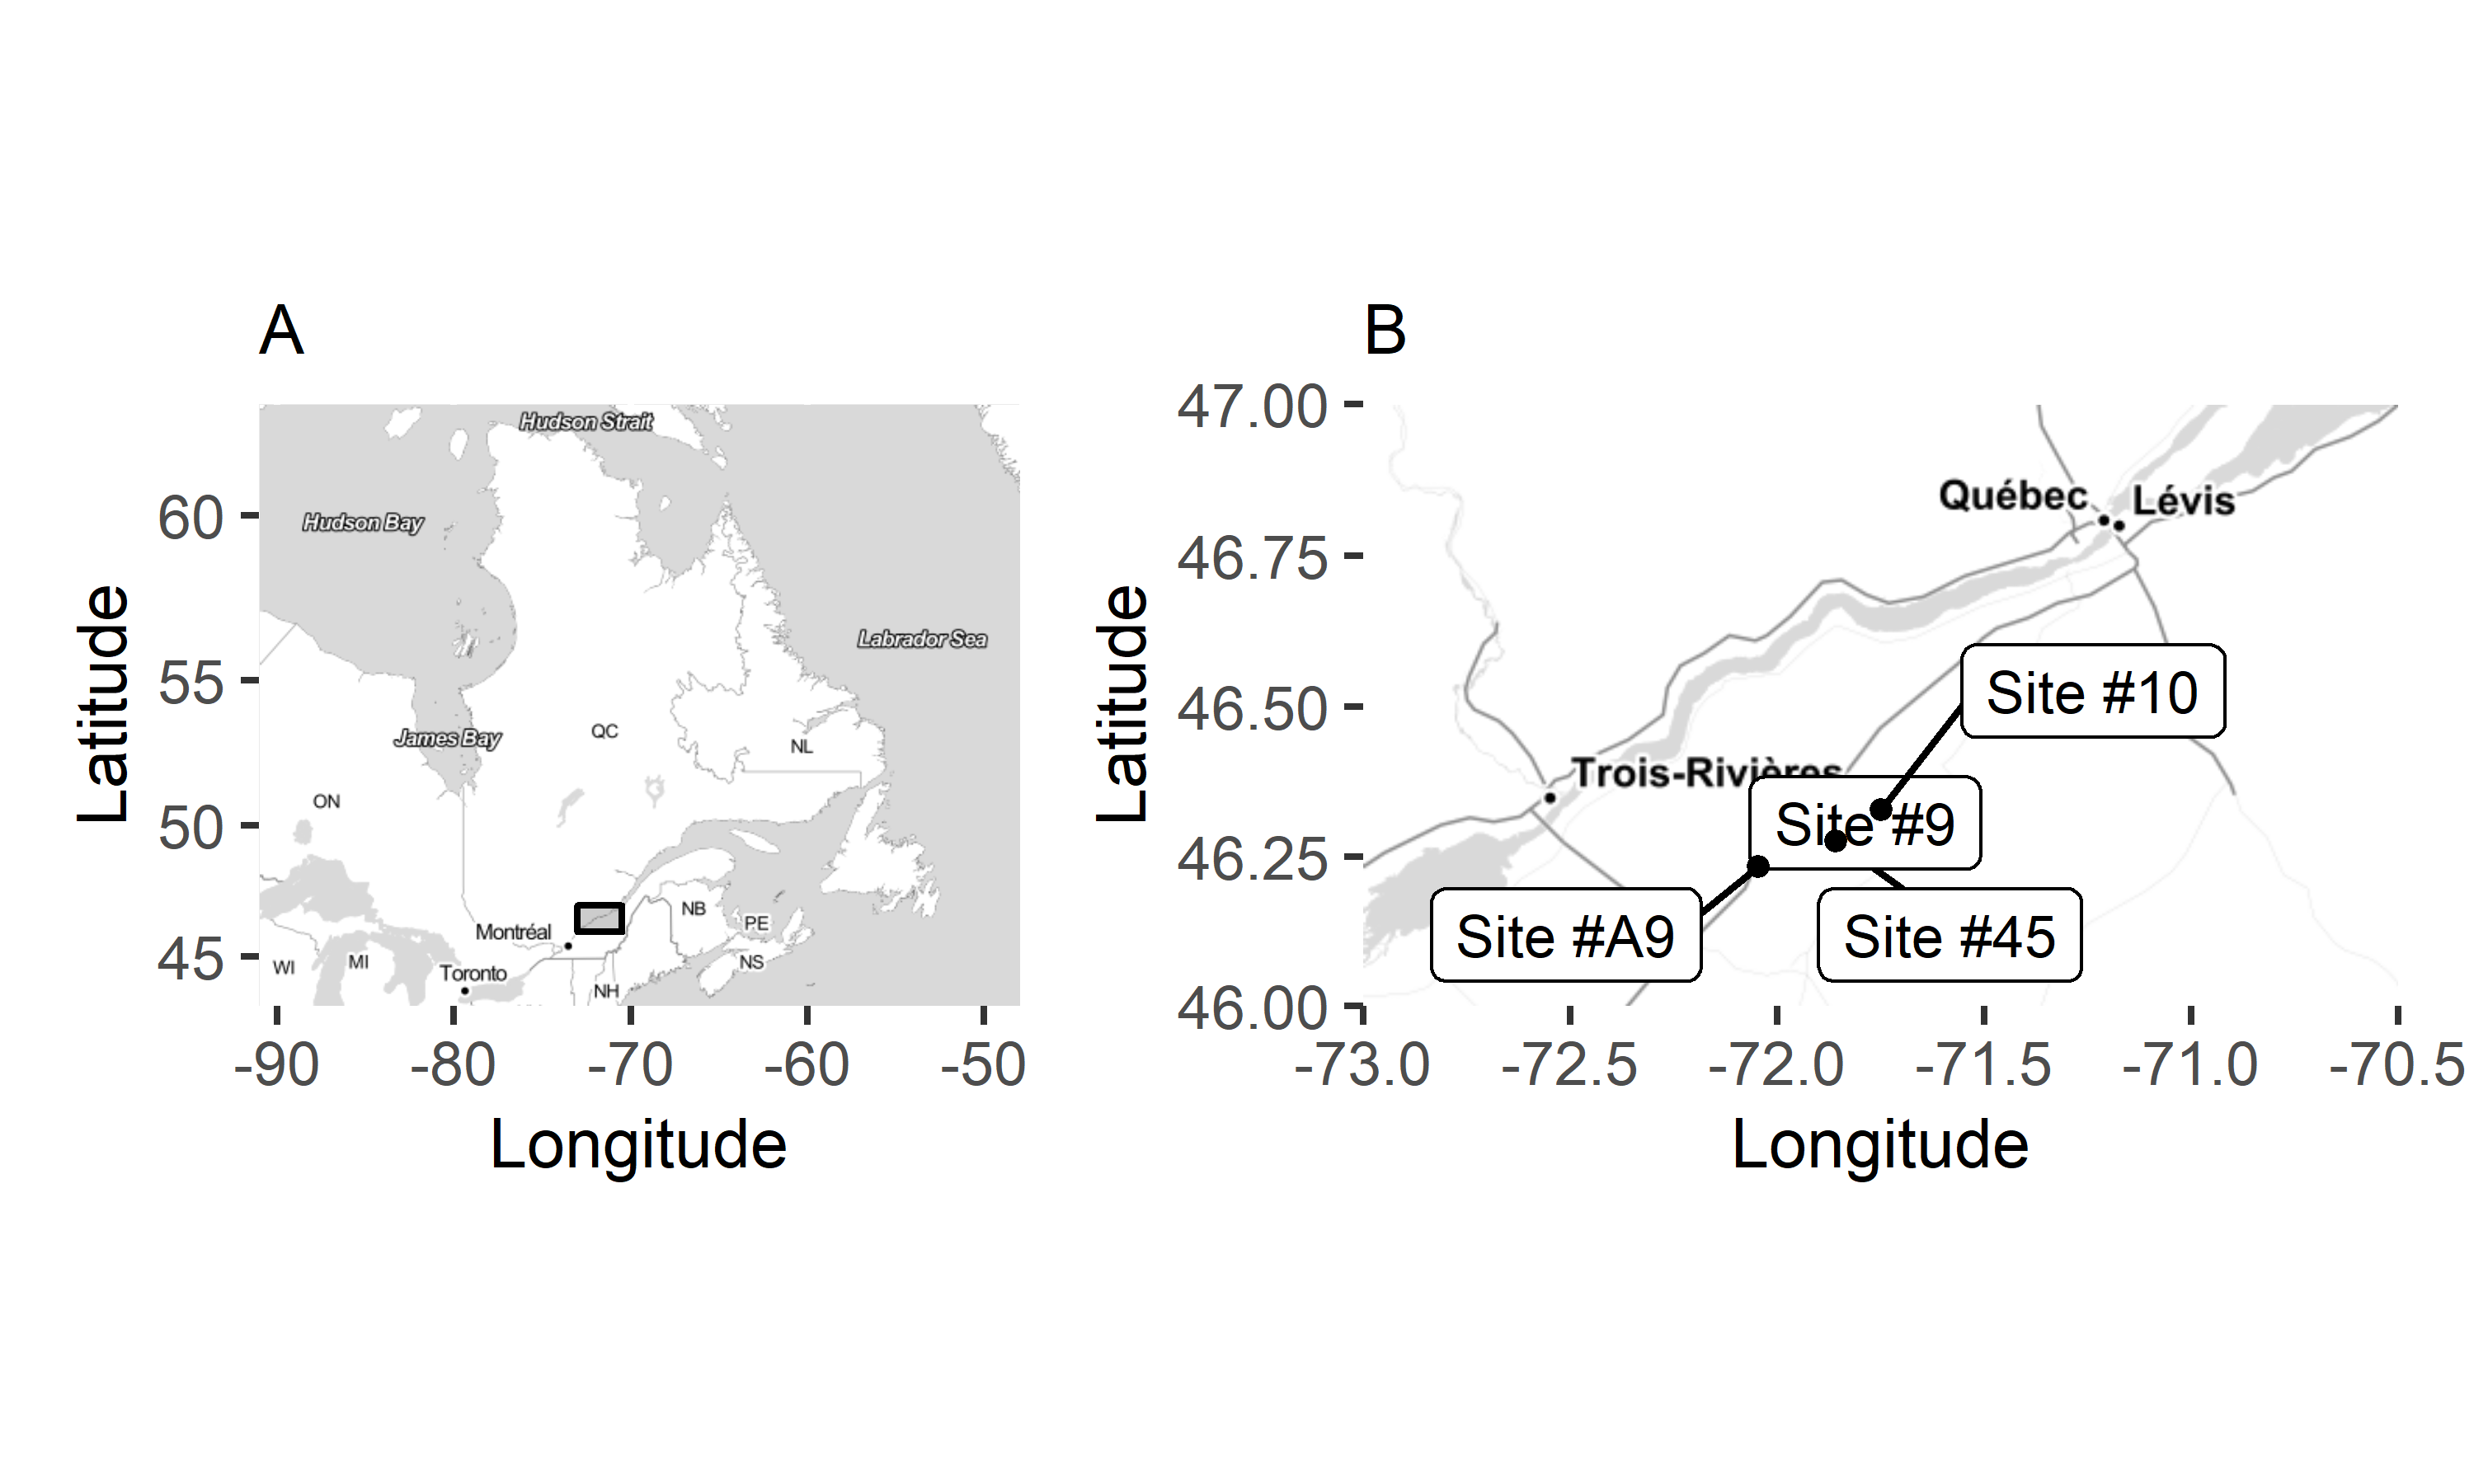 A
B
Latitude
60
55
50
45
Hudson Strait
Hudson Bay
Labrador Sea
James Bay
QC
NL
ON
NB
PE
Montréal
NS
WI
MI
Toronto
NH
-90
-80
-70
-60
-50
Longitude
Latitude
47.00
46.75
46.50
46.25
46.00
Québec
Lévis
Site #10
Trois-Rivières
Site #9
Site #A9
Site #45
-73.0
-72.5
-72.0
-71.5
-71.0
-70.5
Longitude